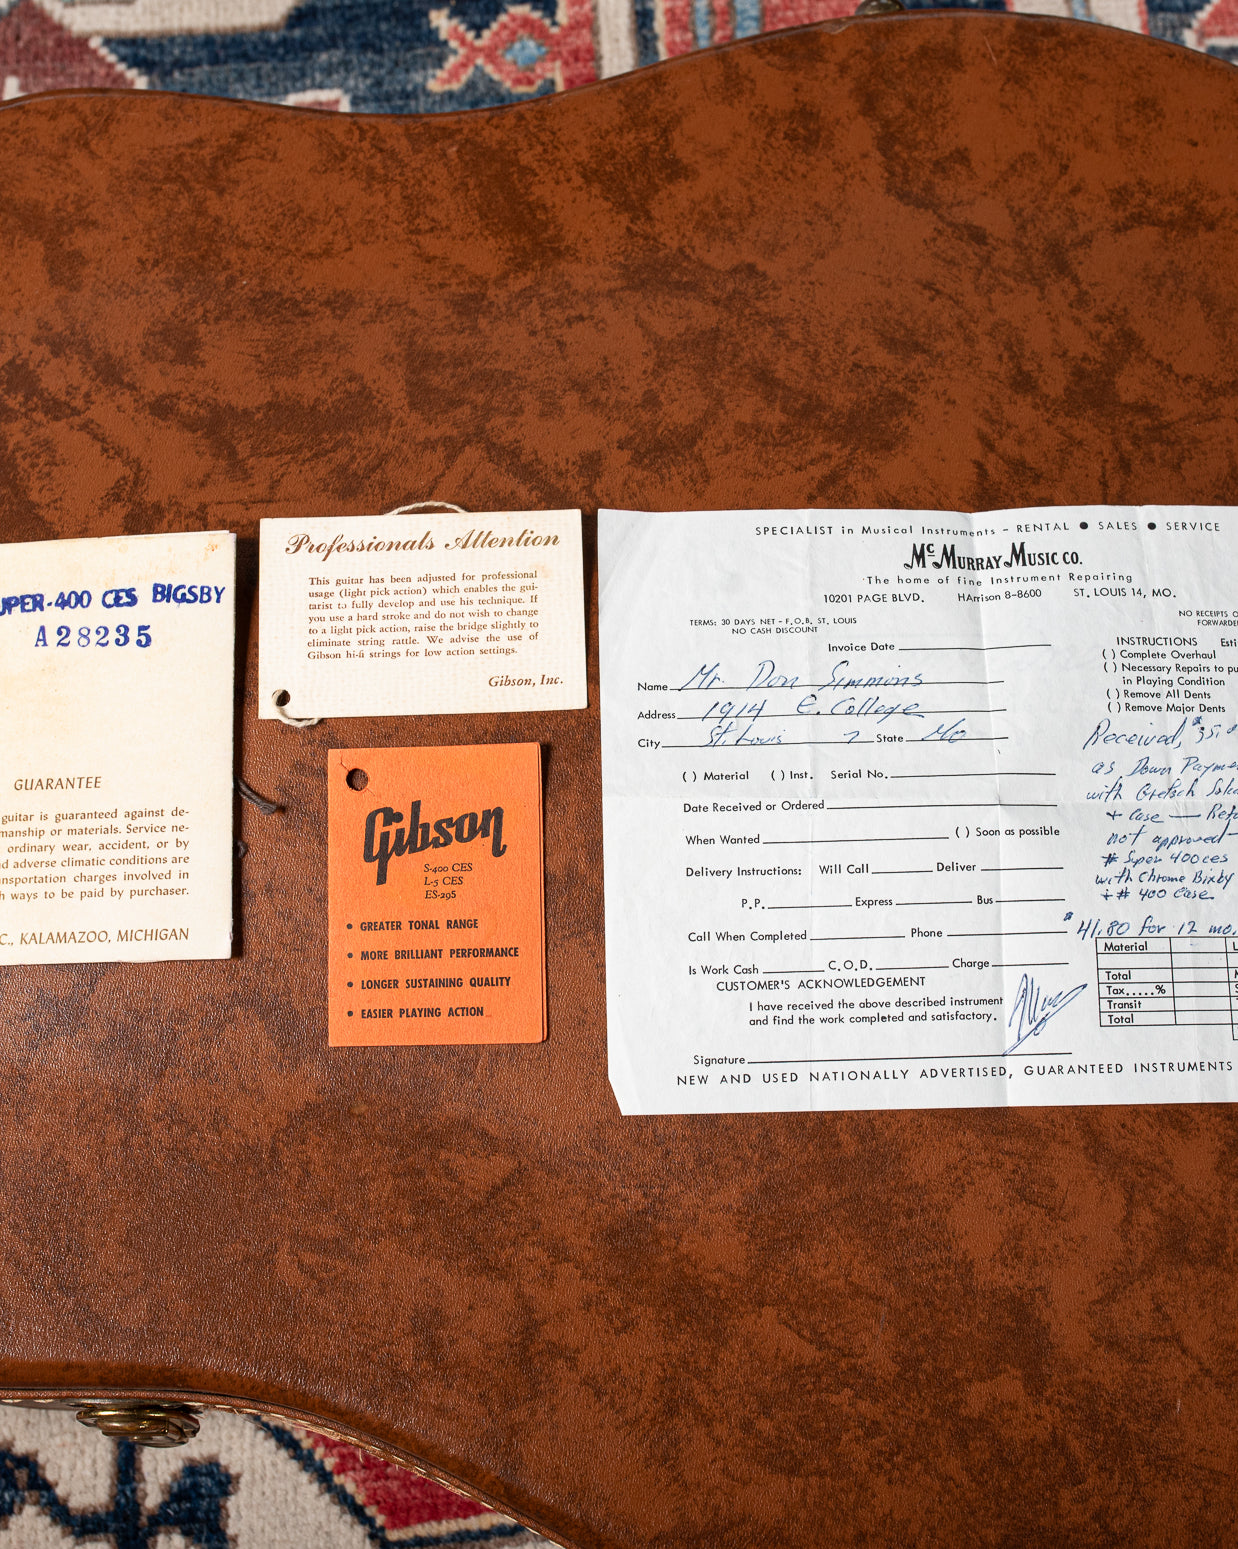 SUPER-400 CES BIGSBY
A28235
GUARANTEE
guitar is guaranteed against de-
manship or materials. Service ne-
ordinary wear, accident, or by
d adverse climatic conditions are
nsportation charges involved in
h ways to be paid by purchaser.
C., KALAMAZOO, MICHIGAN
Professionals Attention
This guitar has been adjusted for professional
usage (light pick action) which enables the gui-
tarist to fully develop and use his technique. If
you use a hard stroke and do not wish to change
to a light pick action, raise the bridge slightly to
eliminate string rattle. We advise the use of
Gibson hi-fi strings for low action settings.
Gibson, Inc.
Gibson
S-400 CES
L-5 CES
ES-295
• GREATER TONAL RANGE
• MORE BRILLIANT PERFORMANCE
• LONGER SUSTAINING QUALITY
• EASIER PLAYING ACTION
SPECIALIST in Musical Instruments - RENTAL ● SALES ● SERVICE
McMURRAY MUSIC CO.
The home of fine Instrument Repairing
10201 PAGE BLVD. HArrison 8-8600 ST. LOUIS 14, MO.
TERMS: 30 DAYS NET - F.O.B. ST. LOUIS
NO CASH DISCOUNT
NO RECEIPTS O
FORWARDE
Invoice Date
Name Mr. Don Simmons
Address 1914 E. College
City St. Louis 7 State Mo
( ) Material ( ) Inst. Serial No.
Date Received or Ordered
When Wanted ( ) Soon as possible
Delivery Instructions: Will Call Deliver
P.P. Express Bus
Call When Completed Phone
Is Work Cash C.O.D. Charge
CUSTOMER'S ACKNOWLEDGEMENT
I have received the above described instrument
and find the work completed and satisfactory.
Signature
INSTRUCTIONS Esti
( ) Complete Overhaul
( ) Necessary Repairs to pu
in Playing Condition
( ) Remove All Dents
( ) Remove Major Dents
Received, $35.
as Down Payme
with Gretsch
+ Case — Ref
not approved —
# Super 400ces
with Chrome Bixby
+ # 400 Case
$41.80 for 12 mo.
Material L
Total
Tax.....%
Transit
Total
NEW AND USED NATIONALLY ADVERTISED, GUARANTEED INSTRUMENTS